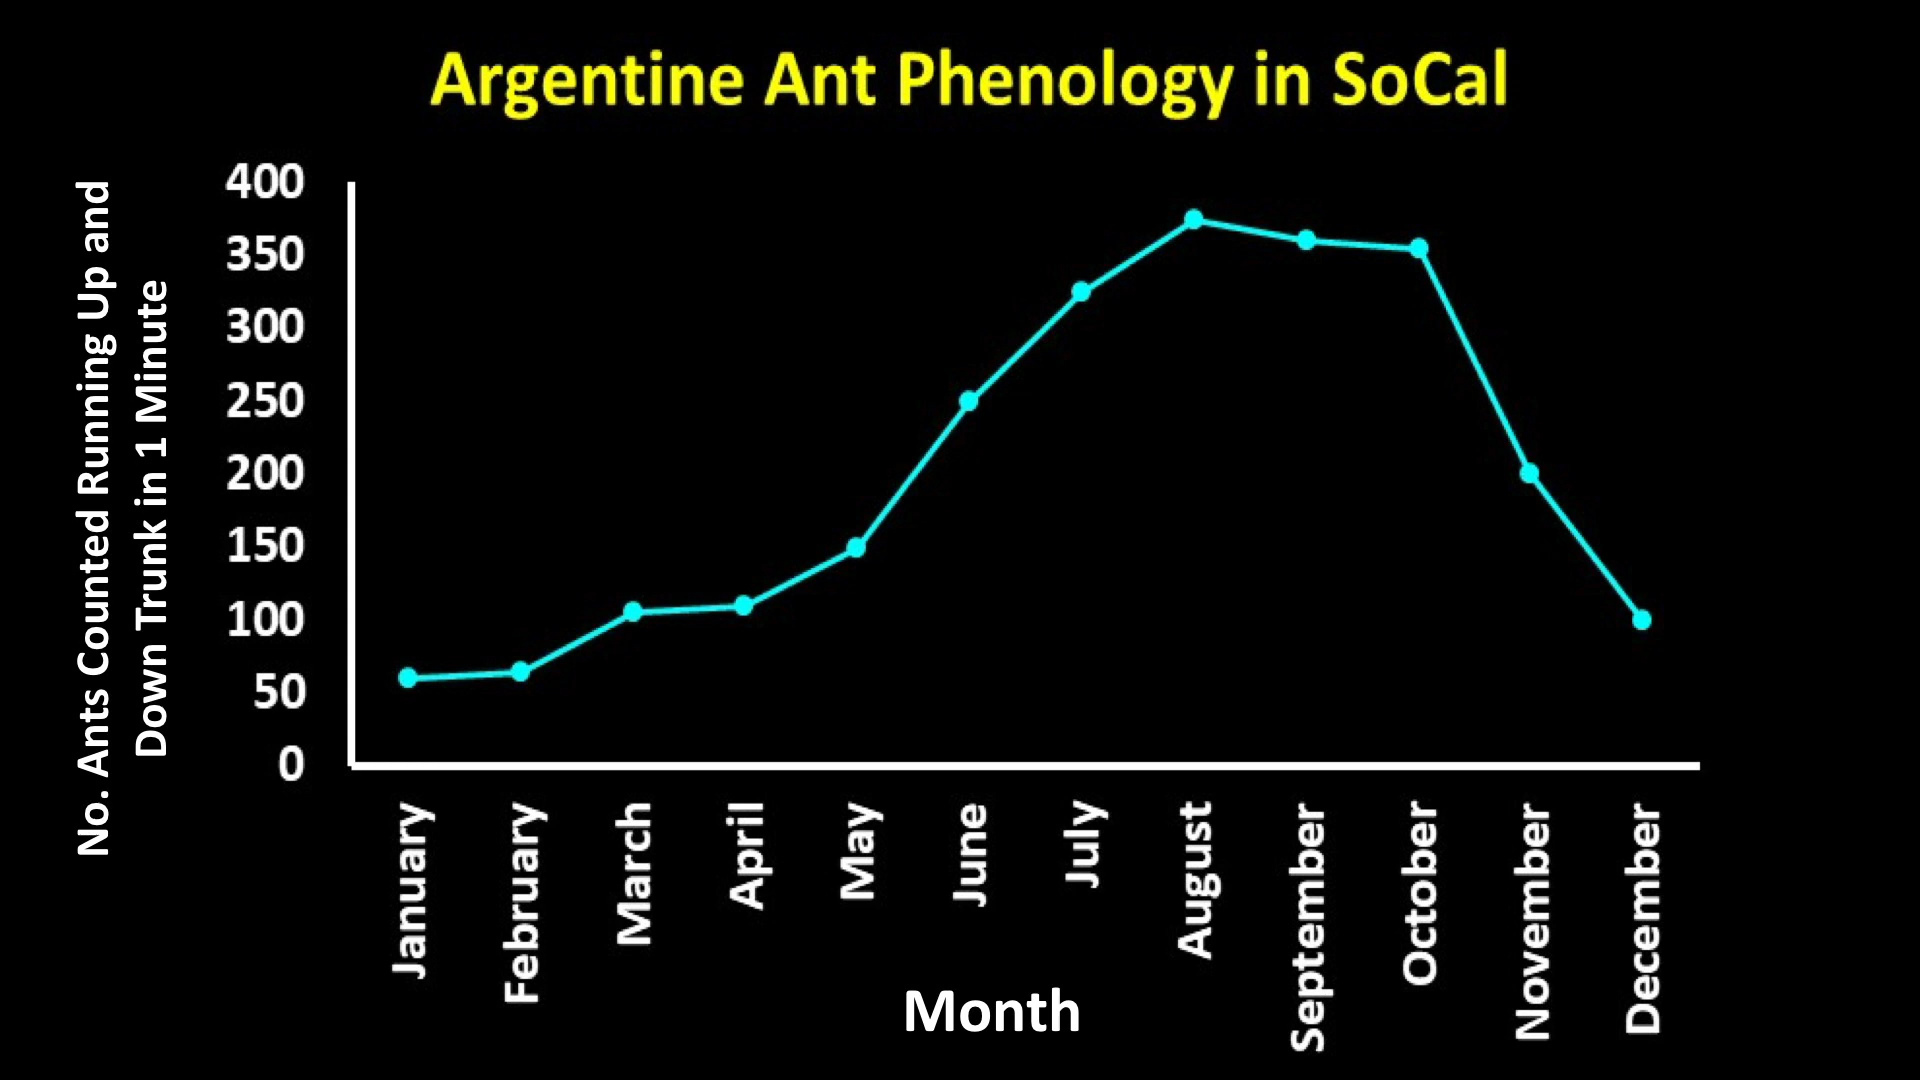 Argentine Ant Phenology in SoCal
No. Ants Counted Running Up and
Down Trunk in 1 Minute
400
350
300
250
200
150
100
50
0
January
February
March
April
May
June
July
August
September
October
November
December
Month